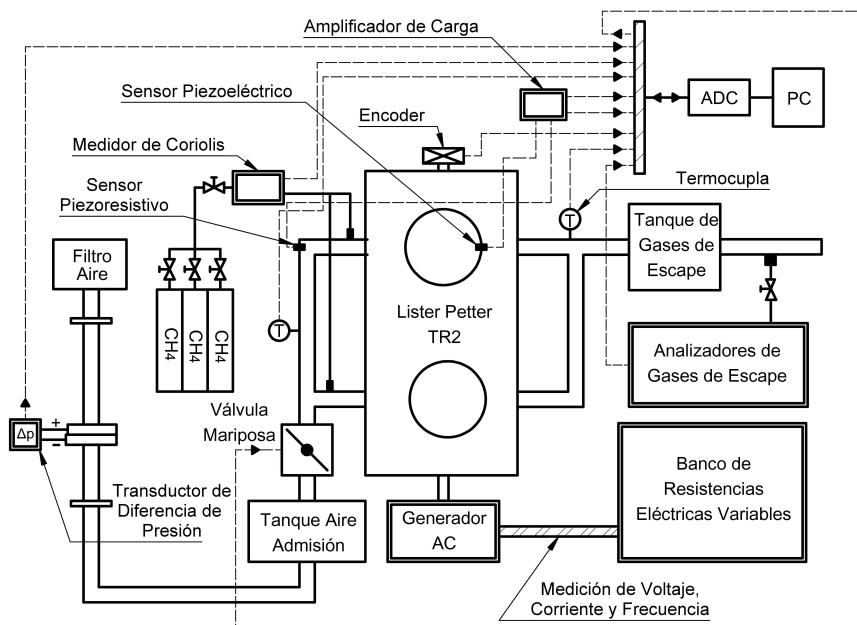 Amplificador de Carga
Sensor Piezoeléctrico
Encoder
ADC
PC
Medidor de Coriolis
Sensor
Piezoresistivo
Termocupla
T
Tanque de
Gases de
Escape
Filtro
Aire
Lister Petter
TR2
CH4
CH4
CH4
T
Analizadores de
Gases de Escape
Válvula
Mariposa
+
Δp
-
Banco de
Resistencias
Eléctricas Variables
Transductor de
Diferencia de
Presión
Tanque Aire
Admisión
Generador
AC
Medición de Voltaje,
Corriente y Frecuencia